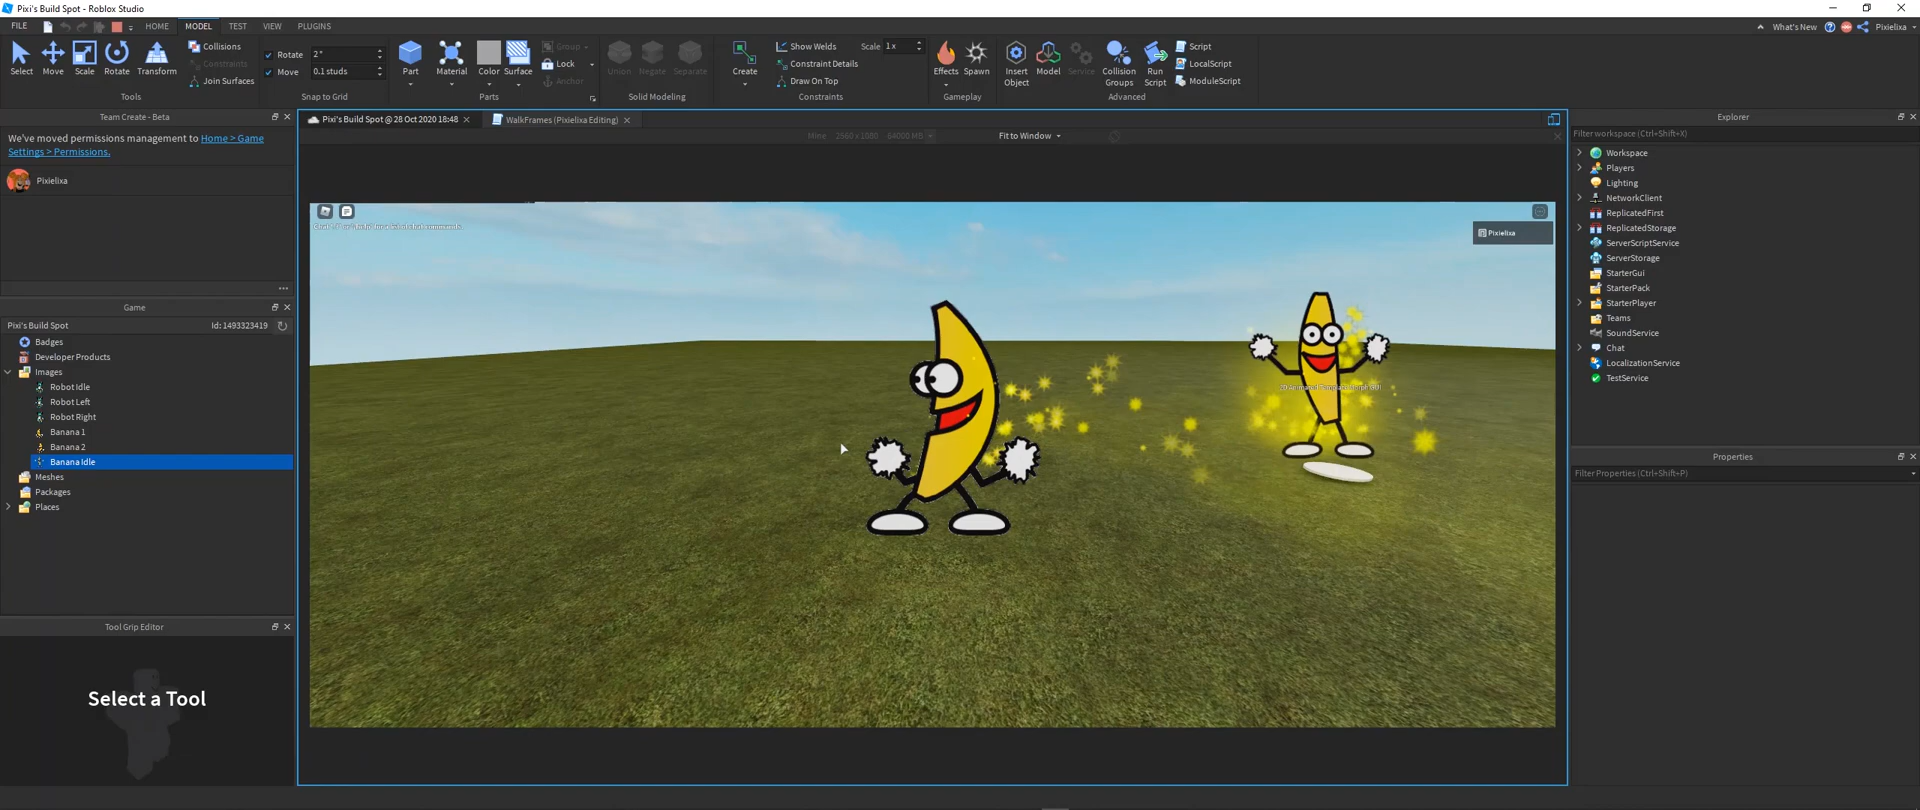 Pixi's Build Spot - Roblox Studio
FILE HOME MODEL TEST VIEW PLUGINS What's New Pixielixa
Select Move Scale Rotate Transform
Collisions
Constraints
Join Surfaces
Tools
Rotate 2°
Move 0.1 studs
Snap to Grid
Part Material Color Surface
Group
Lock
Anchor
Parts
Union Negate Separate
Solid Modeling
Create
Show Welds
Constraint Details
Draw On Top
Scale 1x
Constraints
Effects Spawn
Gameplay
Insert Object Model Service Collision Groups Run Script
Script
LocalScript
ModuleScript
Advanced
Team Create - Beta
We've moved permissions management to Home > Game
Settings > Permissions.
Pixielixa
Game
Pixi's Build Spot Id: 1493323419
Badges
Developer Products
Images
Robot Idle
Robot Left
Robot Right
Banana 1
Banana 2
Banana Idle
Meshes
Packages
Places
Tool Grip Editor
Select a Tool
Pixi's Build Spot @ 28 Oct 2020 18:48 WalkFrames (Pixielixa Editing)
Mine 2560 x 1080 64000 MB Fit to Window
Pixielixa
Explorer
Filter workspace (Ctrl+Shift+X)
Workspace
Players
Lighting
NetworkClient
ReplicatedFirst
ReplicatedStorage
ServerScriptService
ServerStorage
StarterGui
StarterPack
StarterPlayer
Teams
SoundService
Chat
LocalizationService
TestService
Properties
Filter Properties (Ctrl+Shift+P)